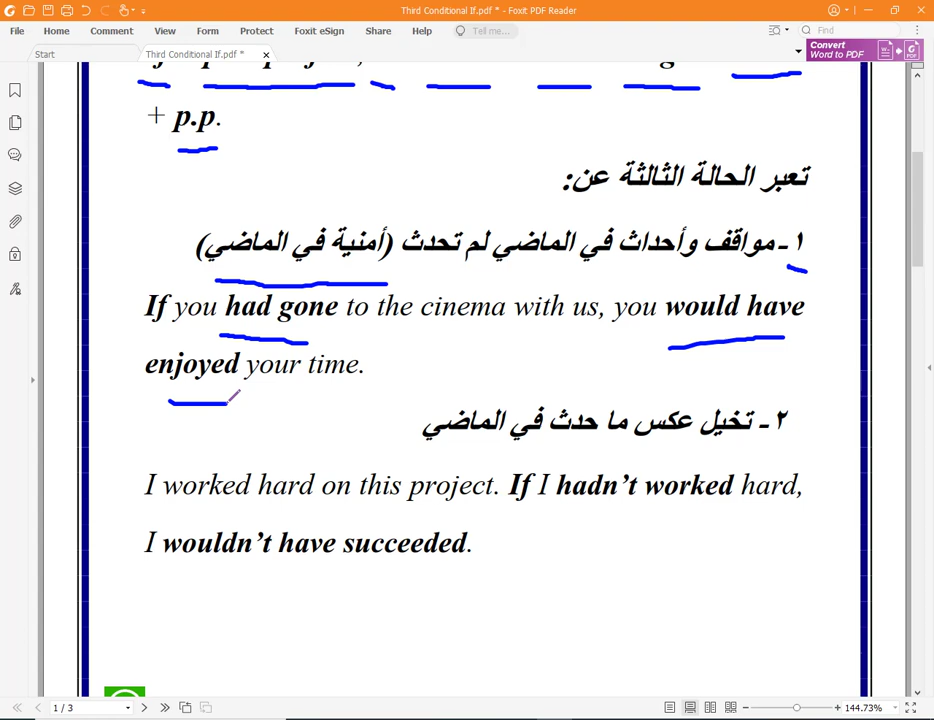 Third Conditional If.pdf * - Foxit PDF Reader
File Home Comment View Form Protect Foxit eSign Share Help Tell me... Find
Start Third Conditional If.pdf * Convert Word to PDF
+ p.p.
تعبر الحالة الثالثة عن:
١ - مواقف وأحداث في الماضي لم تحدث (أمنية في الماضي)
If you had gone to the cinema with us, you would have
enjoyed your time.
٢ - تخيل عكس ما حدث في الماضي
I worked hard on this project. If I hadn't worked hard,
I wouldn't have succeeded.
1 / 3 144.73%